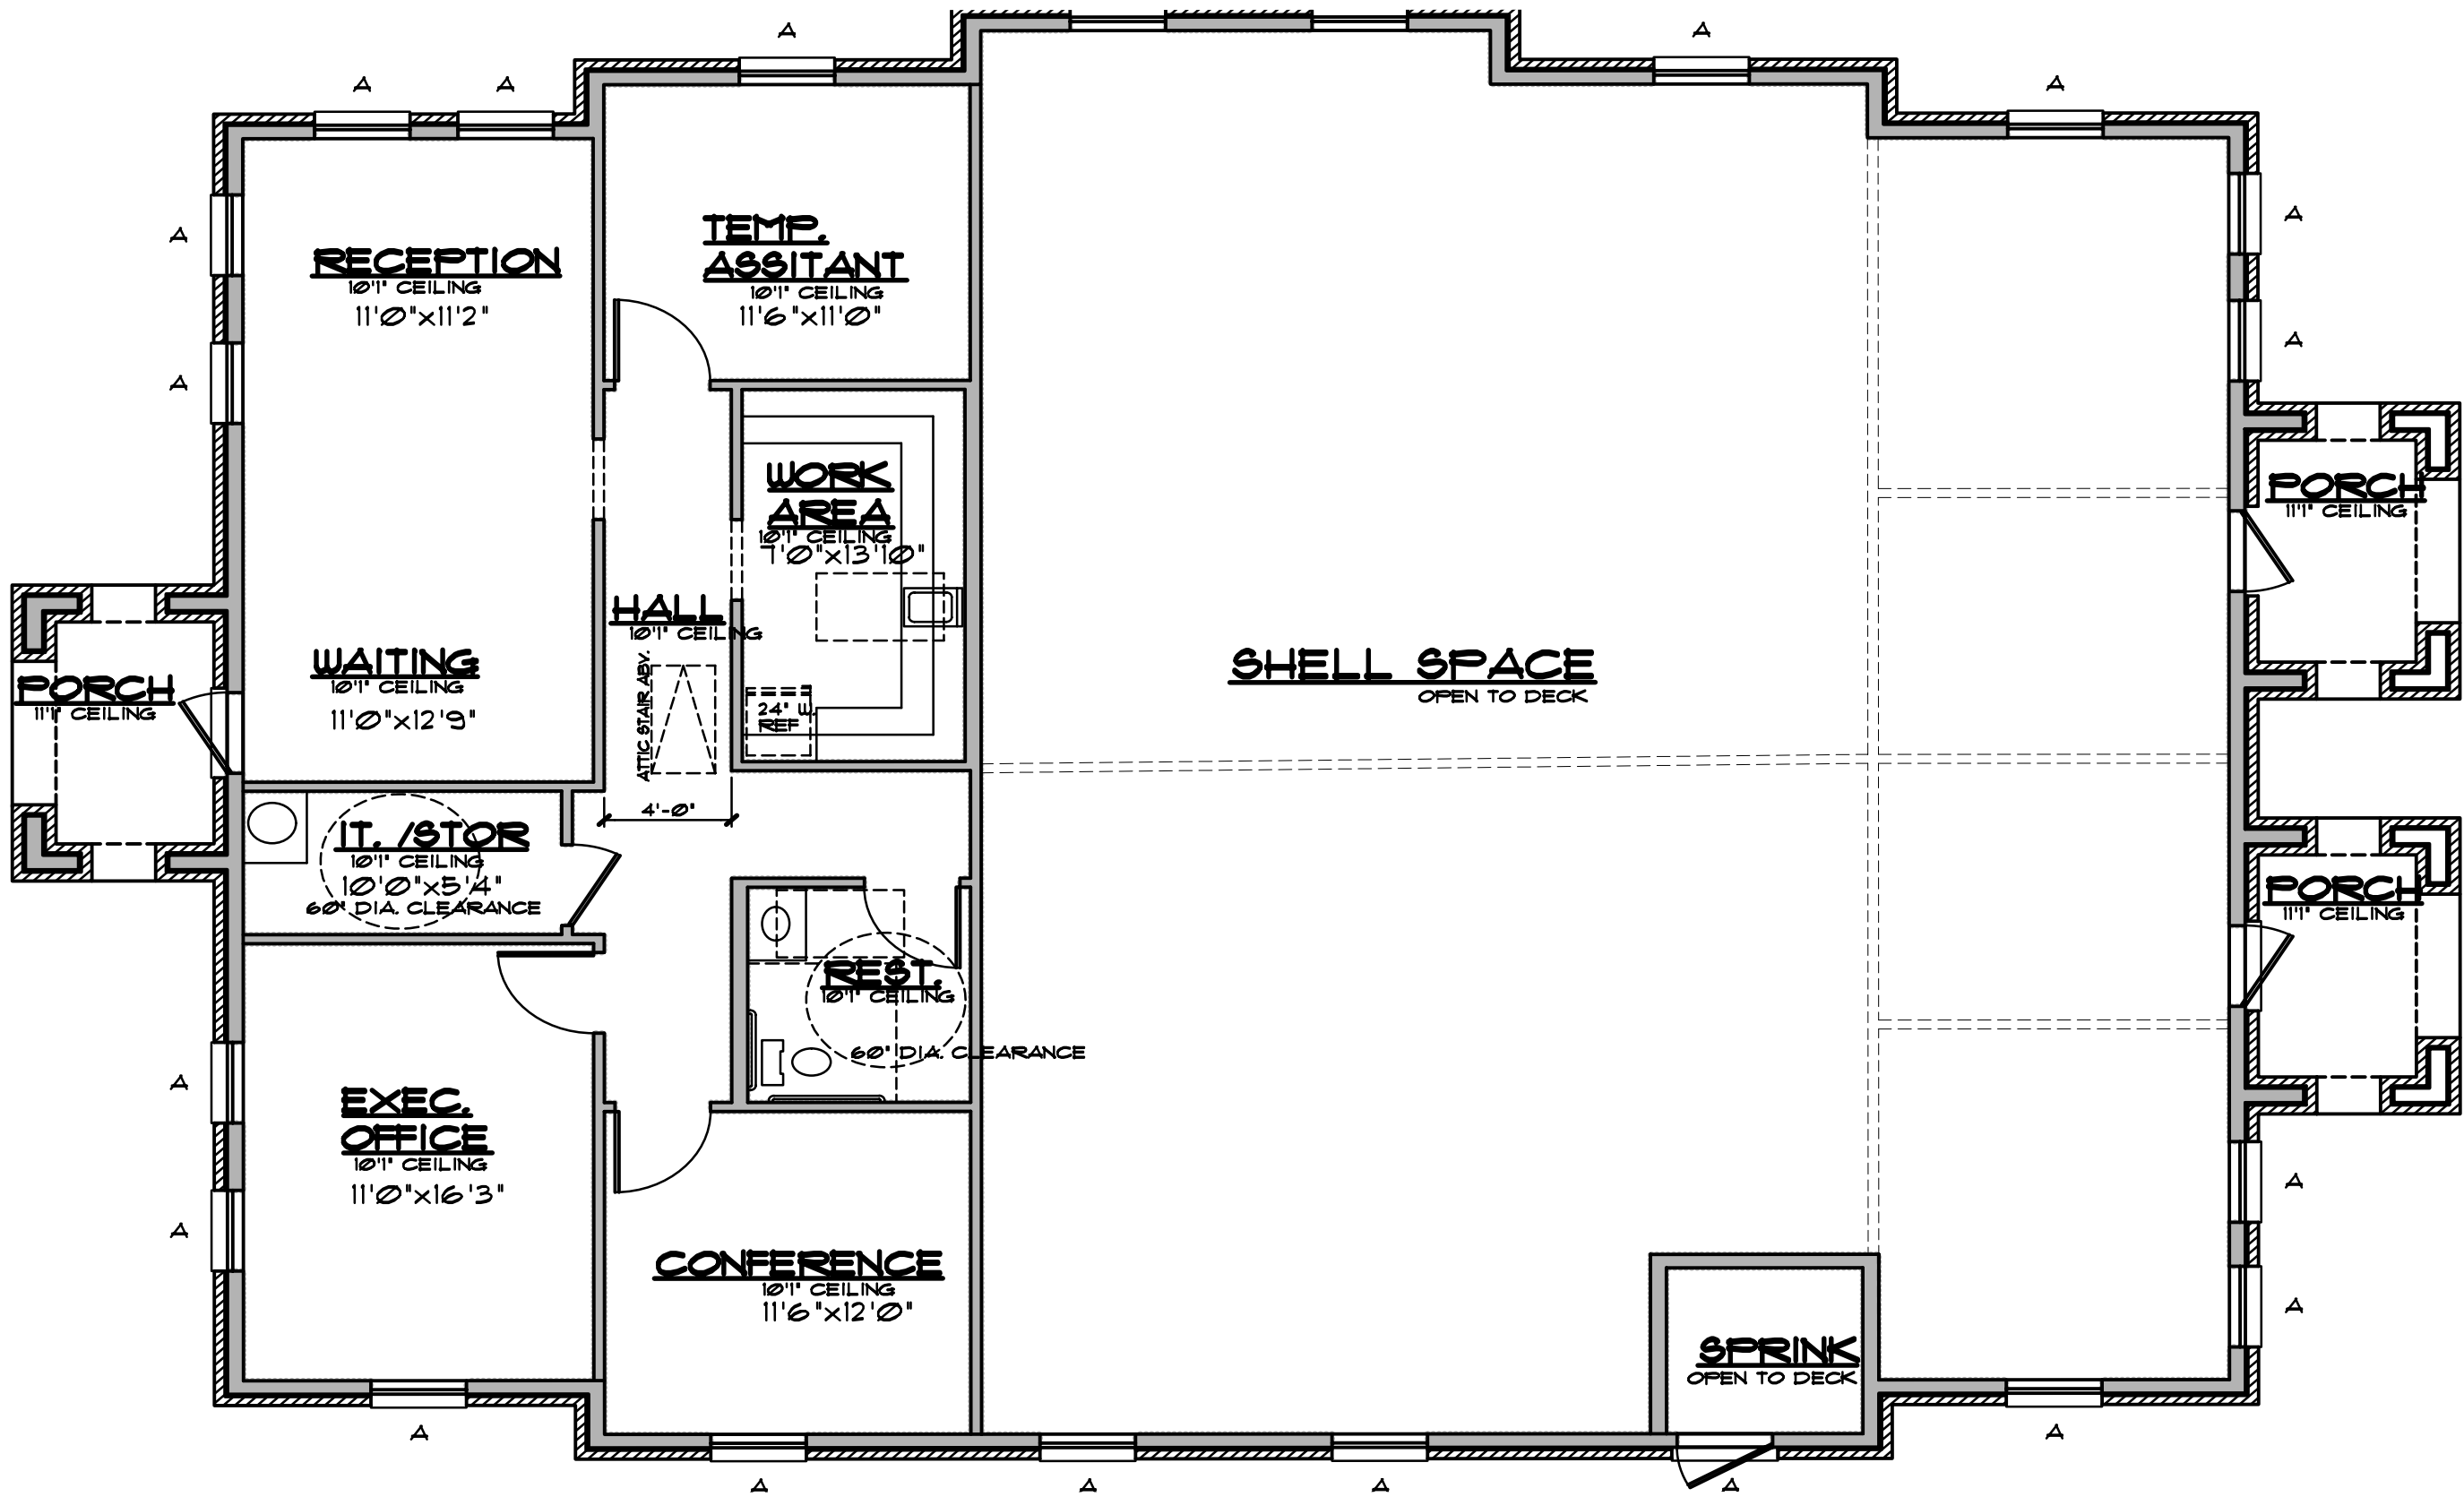 A
A
A
A
A
A
RECEPTION
10'1" CEILING
11'0"x11'2"
TEMP.
ASSITANT
10'1" CEILING
11'6"x11'0"
A
A
A
A
WORK
AREA
10'1" CEILING
7'0"x13'10"
PORCH
11'1" CEILING
HALL
10'1" CEILING
WAITING
10'1" CEILING
11'0"x12'9"
PORCH
11'1" CEILING
ATTIC STAIR ABV.
24" W.
REF
SHELL SPACE
OPEN TO DECK
4'-0"
IT. /STOR
10'1" CEILING
10'0"x5'4"
60" DIA. CLEARANCE
PORCH
11'1" CEILING
REST.
10'1" CEILING
60" DIA. CLEARANCE
A
A
EXEC.
OFFICE
10'1" CEILING
11'0"x16'3"
A
A
CONFERENCE
10'1" CEILING
11'6"x12'0"
SPRINK
OPEN TO DECK
A
A
A
A
A
A